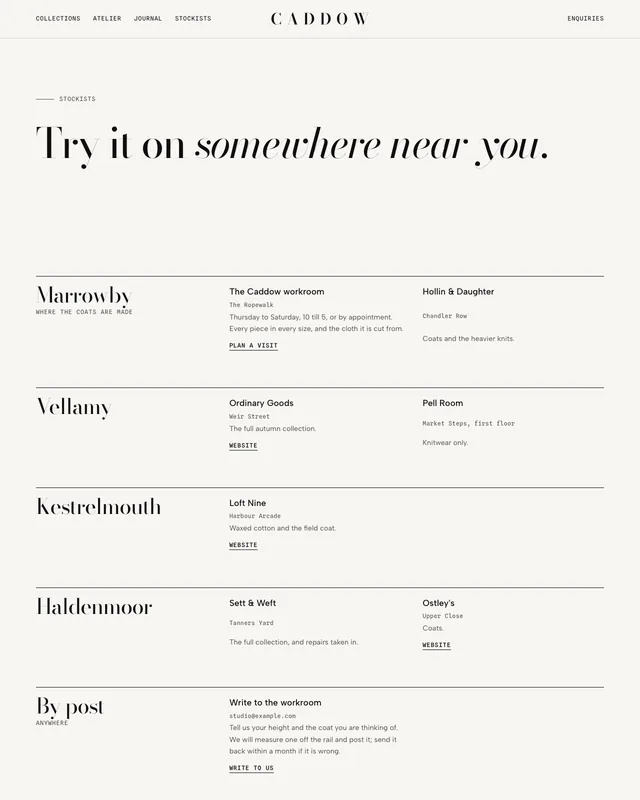 COLLECTIONS ATELIER JOURNAL STOCKISTS
CADDOW
ENQUIRIES
STOCKISTS
Try it on somewhere near you.
Marrowby
WHERE THE COATS ARE MADE
The Caddow workroom
The Ropewalk
Thursday to Saturday, 10 till 5, or by appointment.
Every piece in every size, and the cloth it is cut from.
PLAN A VISIT
Hollin & Daughter
Chandler Row
Coats and the heavier knits.
Vellamy
Ordinary Goods
Weir Street
The full autumn collection.
WEBSITE
Pell Room
Market Steps, first floor
Knitwear only.
Kestrelmouth
Loft Nine
Harbour Arcade
Waxed cotton and the field coat.
WEBSITE
Haldenmoor
Sett & Weft
Tanners Yard
The full collection, and repairs taken in.
Ostley's
Upper Close
Coats.
WEBSITE
By post
ANYWHERE
Write to the workroom
studio@example.com
Tell us your height and the coat you are thinking of.
We will measure one off the rail and post it; send it
back within a month if it is wrong.
WRITE TO US